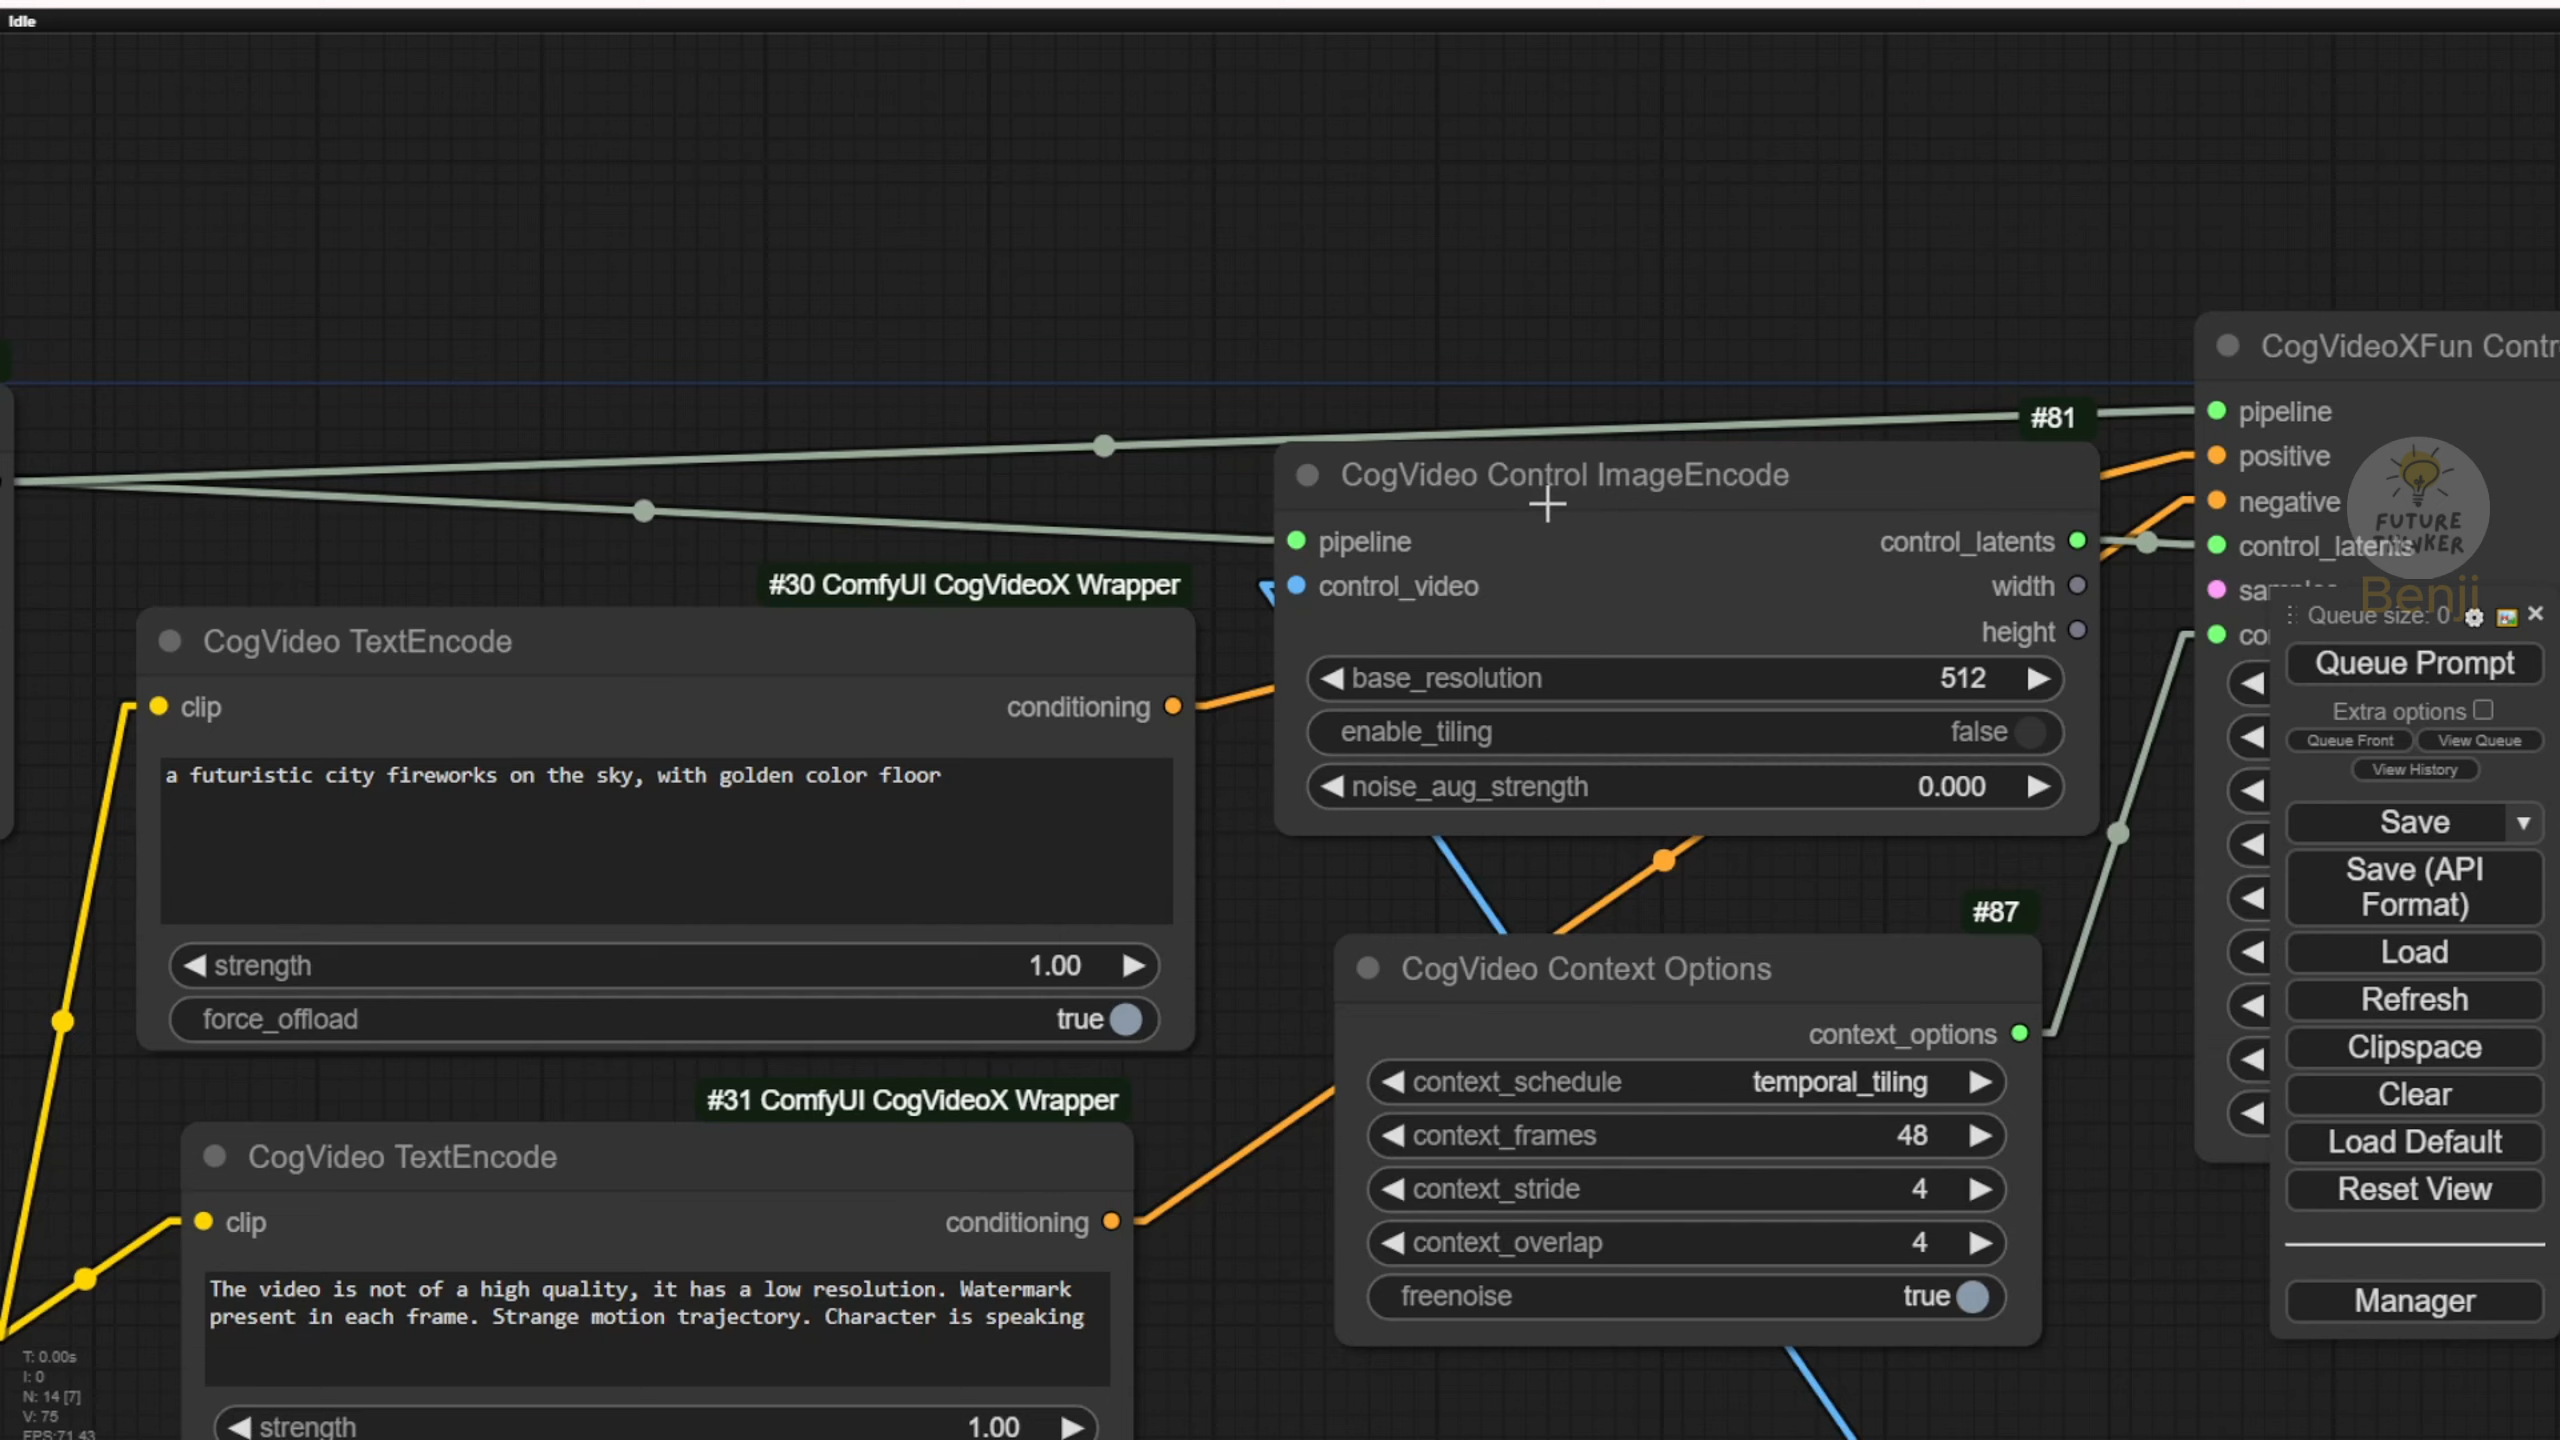 Idle
CogVideoXFun Contr
pipeline
positive
negative
control_latents
#81
CogVideo Control ImageEncode
pipeline
control_latents
control_video
width
height
base_resolution 512
enable_tiling false
noise_aug_strength 0.000
#30 ComfyUI CogVideoX Wrapper
CogVideo TextEncode
clip
conditioning
a futuristic city fireworks on the sky, with golden color floor
strength 1.00
force_offload true
#31 ComfyUI CogVideoX Wrapper
CogVideo TextEncode
clip
conditioning
The video is not of a high quality, it has a low resolution. Watermark
present in each frame. Strange motion trajectory. Character is speaking
strength 1.00
#87
CogVideo Context Options
context_options
context_schedule temporal_tiling
context_frames 48
context_stride 4
context_overlap 4
freenoise true
FUTURE
THINKER
Benji
Queue size: 0
Queue Prompt
Extra options
Queue Front View Queue
View History
Save
Save (API
Format)
Load
Refresh
Clipspace
Clear
Load Default
Reset View
Manager
T: 0.00s
I: 0
N: 14 [7]
V: 75
FPS:71.43